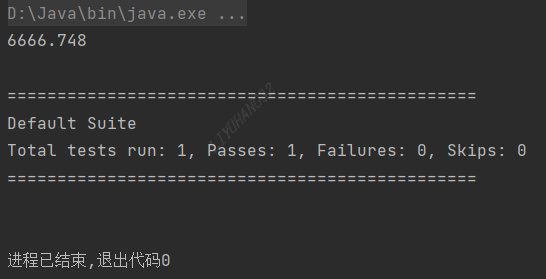 D:\Java\bin\java.exe ...
6666.748
===============================================
Default Suite
Total tests run: 1, Passes: 1, Failures: 0, Skips: 0
===============================================
进程已结束,退出代码0